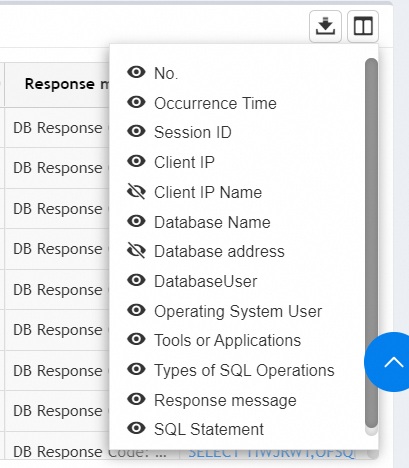 Response m
No.
Occurrence Time
DB Response
Session ID
Client IP
DB Response
Client IP Name
DB Response
Database Name
DB Response
Database address
DatabaseUser
DB Response
Operating System User
DB Response
Tools or Applications
DB Response
Types of SQL Operations
DB Response
Response message
SQL Statement
DB Response Code: ...